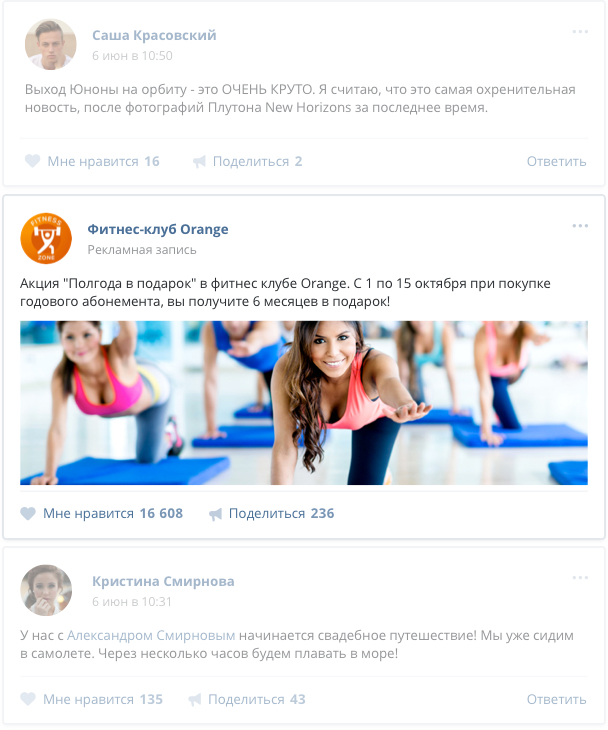 Саша Красовский
6 июн в 10:50
Выход Юноны на орбиту - это ОЧЕНЬ КРУТО. Я считаю, что это самая охренительная
новость, после фотографий Плутона New Horizons за последнее время.
Мне нравится 16 Поделиться 2 Ответить
FITNESS
ZONE
Фитнес-клуб Orange
Рекламная запись
Акция "Полгода в подарок" в фитнес клубе Orange. С 1 по 15 октября при покупке
годового абонемента, вы получите 6 месяцев в подарок!
Мне нравится 16 608 Поделиться 236
Кристина Смирнова
6 июн в 10:31
У нас с Александром Смирновым начинается свадебное путешествие! Мы уже сидим
в самолете. Через несколько часов будем плавать в море!
Мне нравится 135 Поделиться 43 Ответить